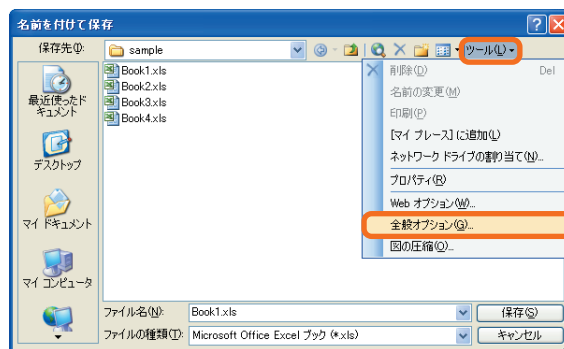 名前を付けて保存
保存先(I):
sample
ツール(L)
Book1.xls
Book2.xls
Book3.xls
Book4.xls
削除(D) Del
名前の変更(M)
印刷(P)
[マイ プレース] に追加(L)
ネットワーク ドライブの割り当て(N)...
プロパティ(R)
Web オプション(W)...
全般オプション(G)...
図の圧縮(O)...
最近使ったド
キュメント
デスクトップ
マイ ドキュメント
マイ コンピュータ
ファイル名(N): Book1.xls 保存(S)
ファイルの種類(T): Microsoft Office Excel ブック (*.xls) キャンセル